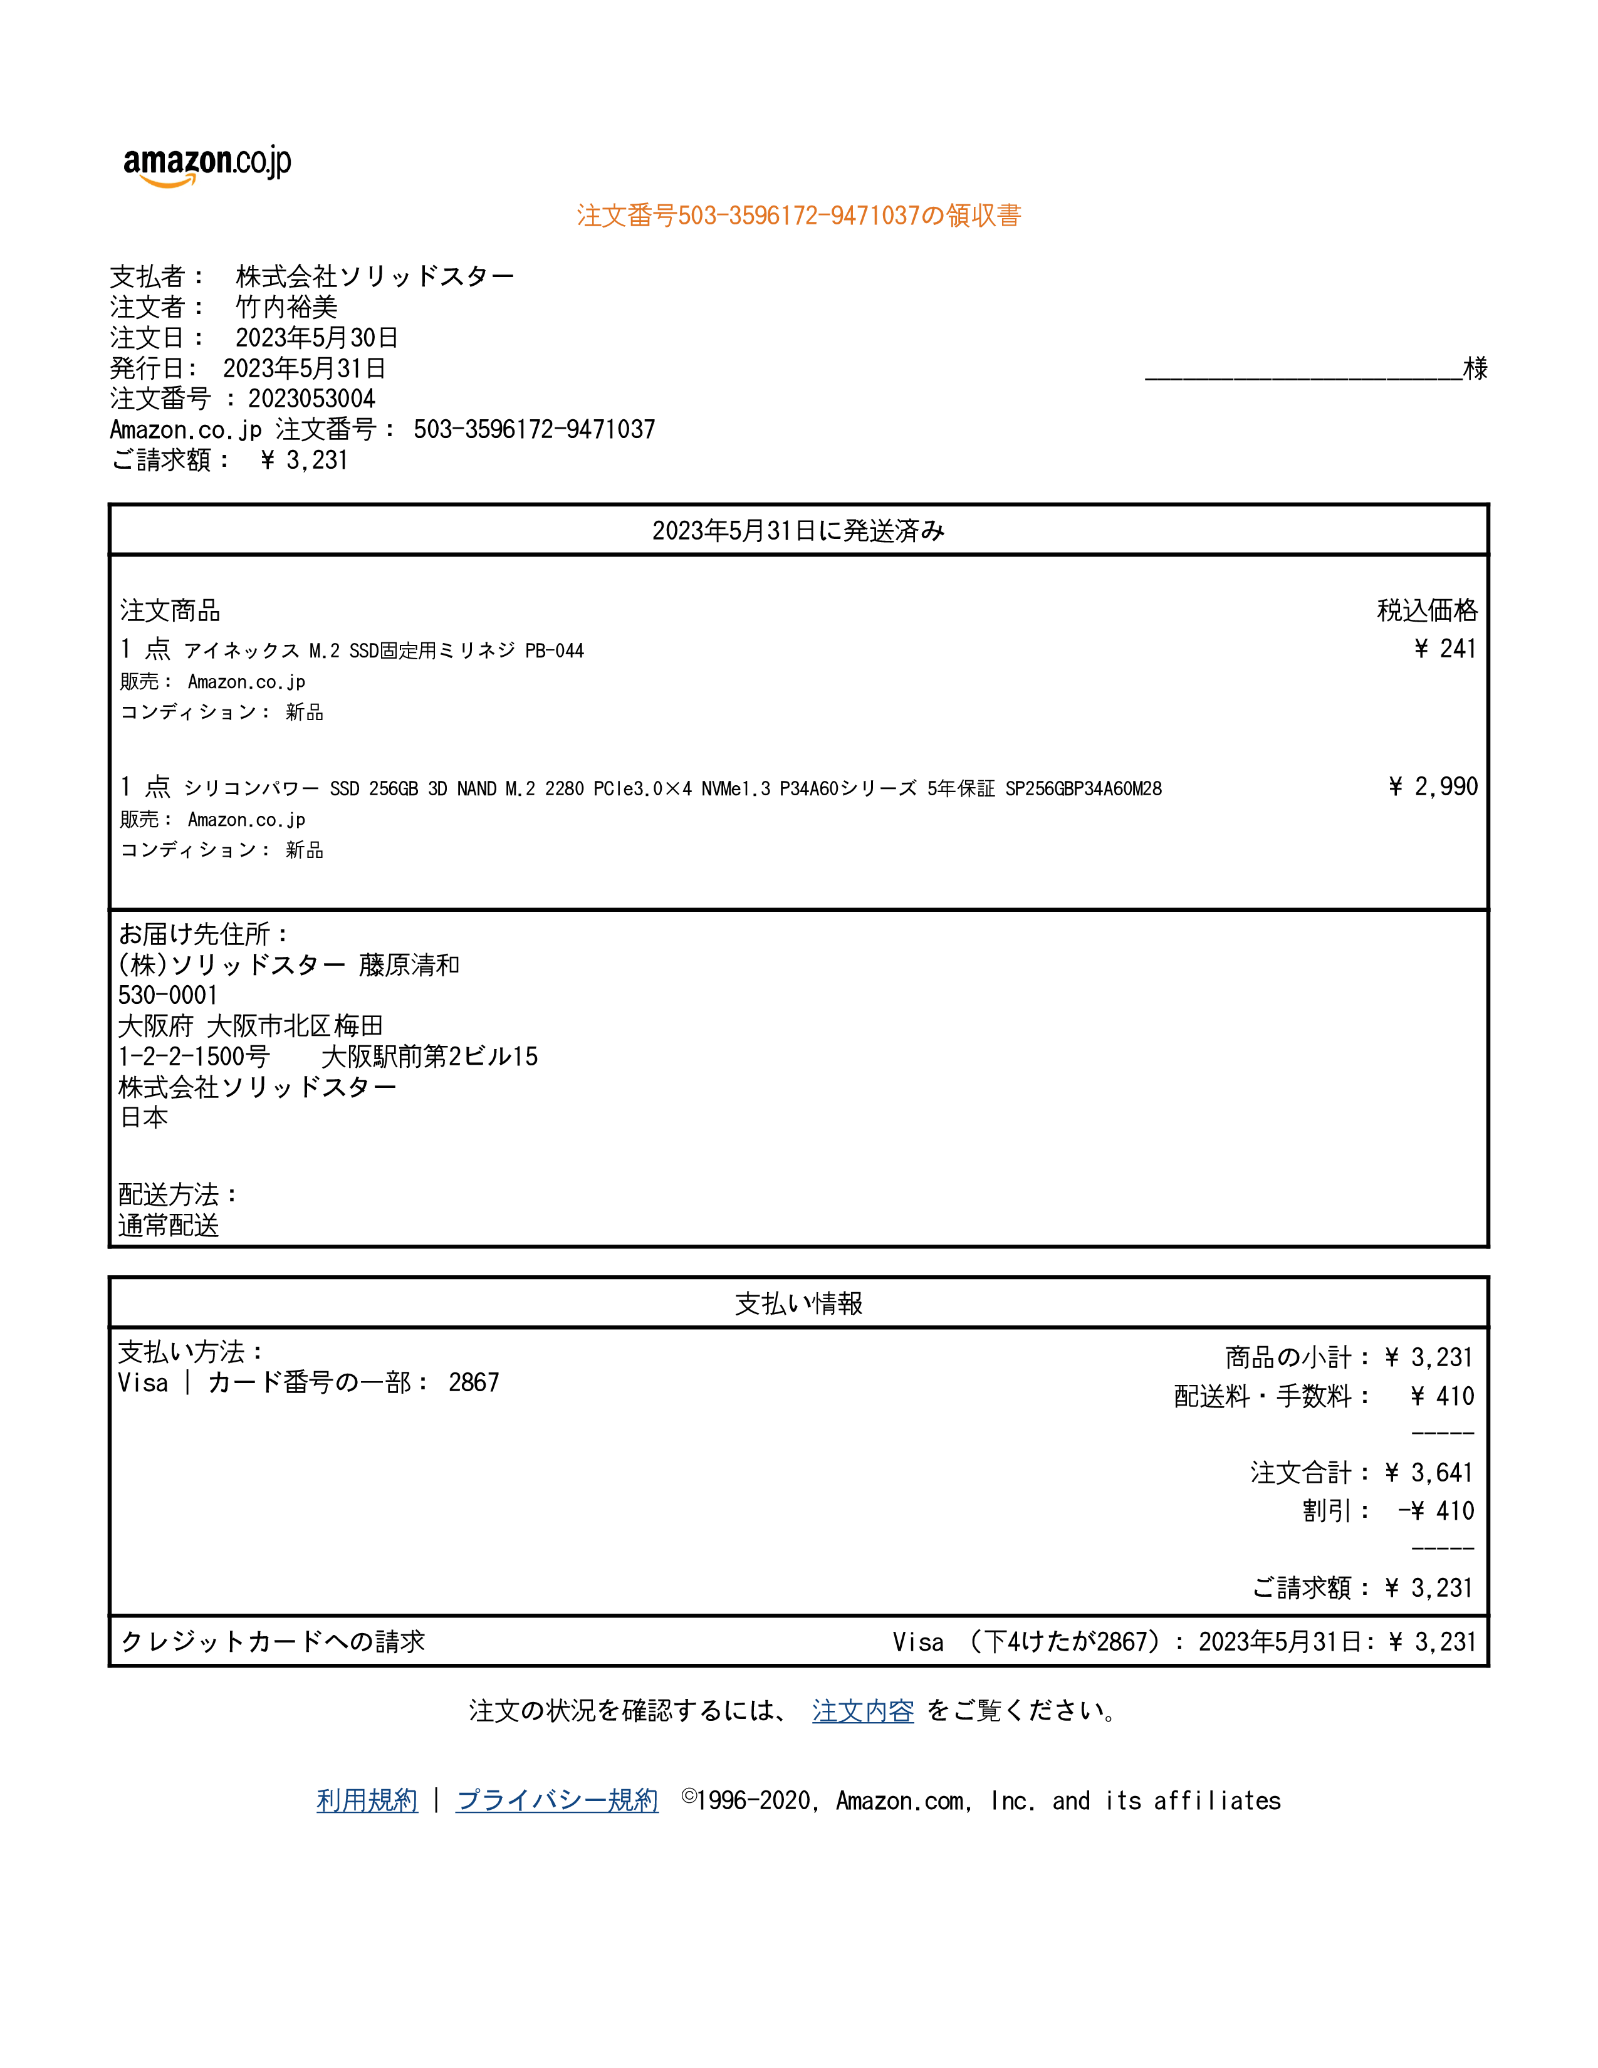 amazon.co.jp
注文番号503-3596172-9471037の領収書
支払者： 株式会社ソリッドスター
注文者： 竹内裕美
注文日： 2023年5月30日
発行日: 2023年5月31日
____________________様
注文番号 : 2023053004
Amazon.co.jp 注文番号： 503-3596172-9471037
ご請求額： ¥ 3,231
2023年5月31日に発送済み
注文商品 税込価格
1 点 アイネックス M.2 SSD固定用ミリネジ PB-044 ¥ 241
販売： Amazon.co.jp
コンディション： 新品
1 点 シリコンパワー SSD 256GB 3D NAND M.2 2280 PCIe3.0×4 NVMe1.3 P34A60シリーズ 5年保証 SP256GBP34A60M28 ¥ 2,990
販売： Amazon.co.jp
コンディション： 新品
お届け先住所：
(株)ソリッドスター 藤原清和
530-0001
大阪府 大阪市北区梅田
1-2-2-1500号 大阪駅前第2ビル15
株式会社ソリッドスター
日本
配送方法：
通常配送
支払い情報
支払い方法：
Visa | カード番号の一部： 2867
商品の小計： ¥ 3,231
配送料・手数料： ¥ 410
-----
注文合計： ¥ 3,641
割引： -¥ 410
-----
ご請求額： ¥ 3,231
クレジットカードへの請求 Visa （下4けたが2867）: 2023年5月31日: ¥ 3,231
注文の状況を確認するには、 注文内容 をご覧ください。
利用規約 | プライバシー規約 ©1996-2020, Amazon.com, Inc. and its affiliates